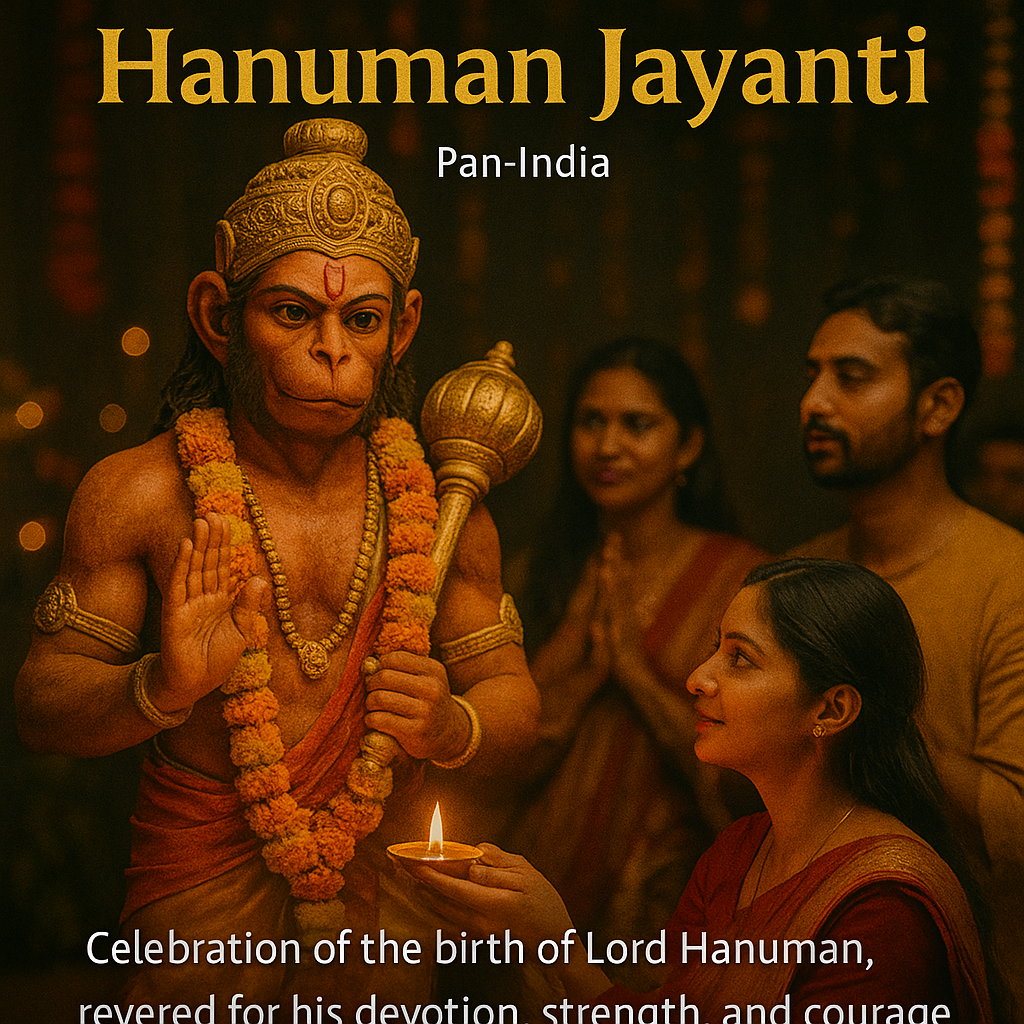 Hanuman Jayanti
Pan-India
Celebration of the birth of Lord Hanuman,
revered for his devotion, strength, and courage